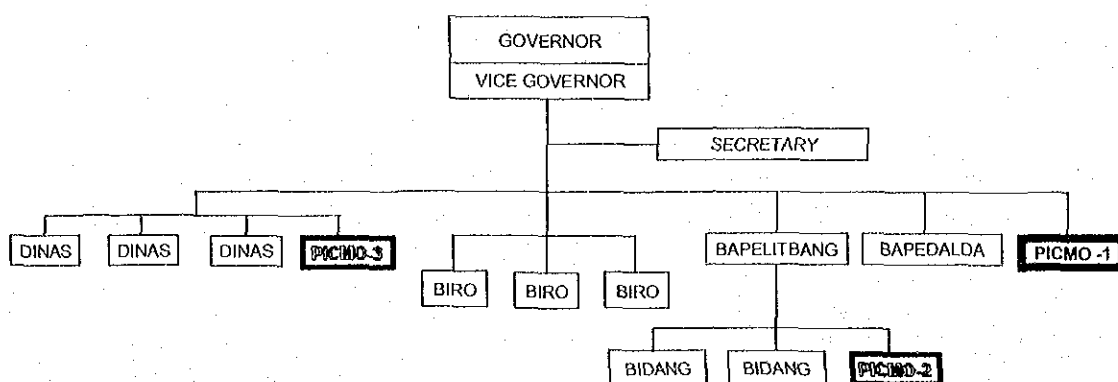 GOVERNOR
VICE GOVERNOR
SECRETARY
DINAS DINAS DINAS PICMO-3 BAPELITBANG BAPEDALDA PICMO -1
BIRO BIRO BIRO
BIDANG BIDANG PICMO-2